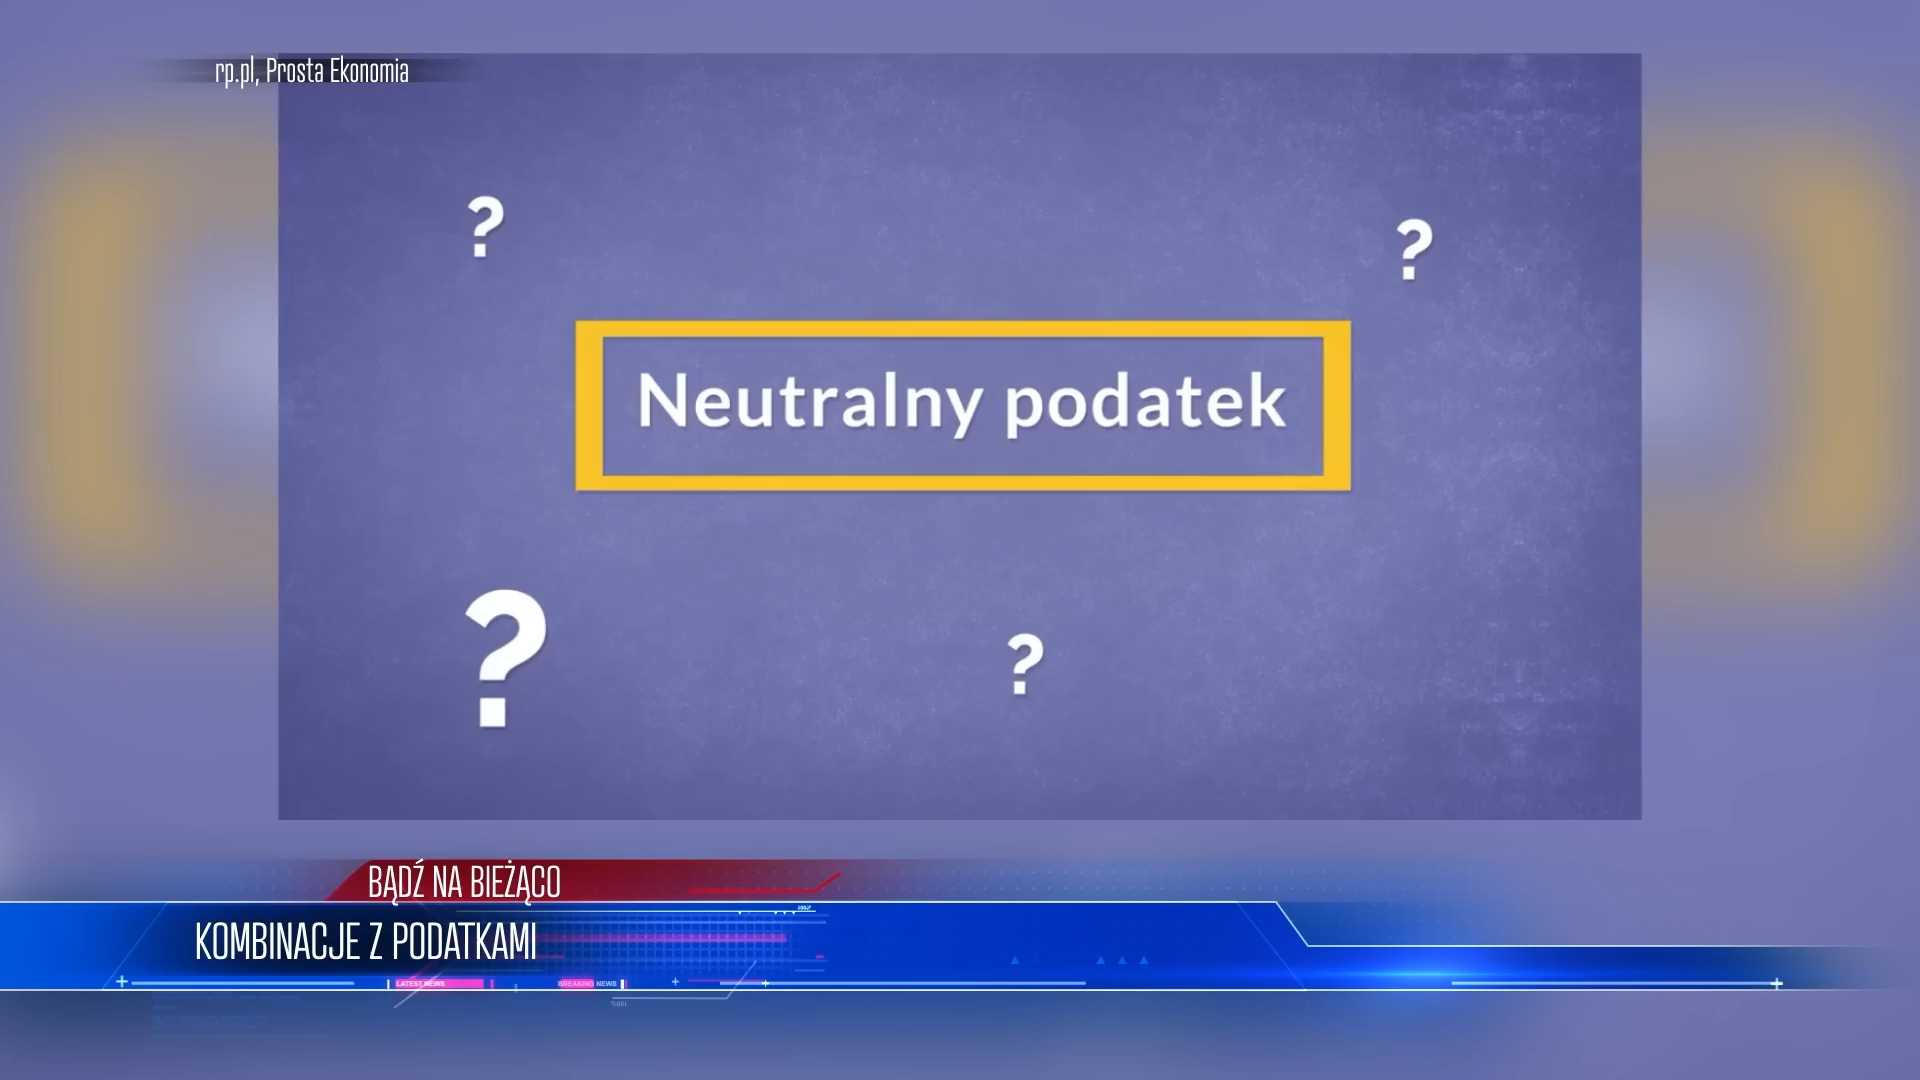 rp.pl, Prosta Ekonomia
?
?
Neutralny podatek
?
?
BĄDŹ NA BIEŻĄCO
KOMBINACJE Z PODATKAMI
LATEST NEWS
BREAKING NEWS